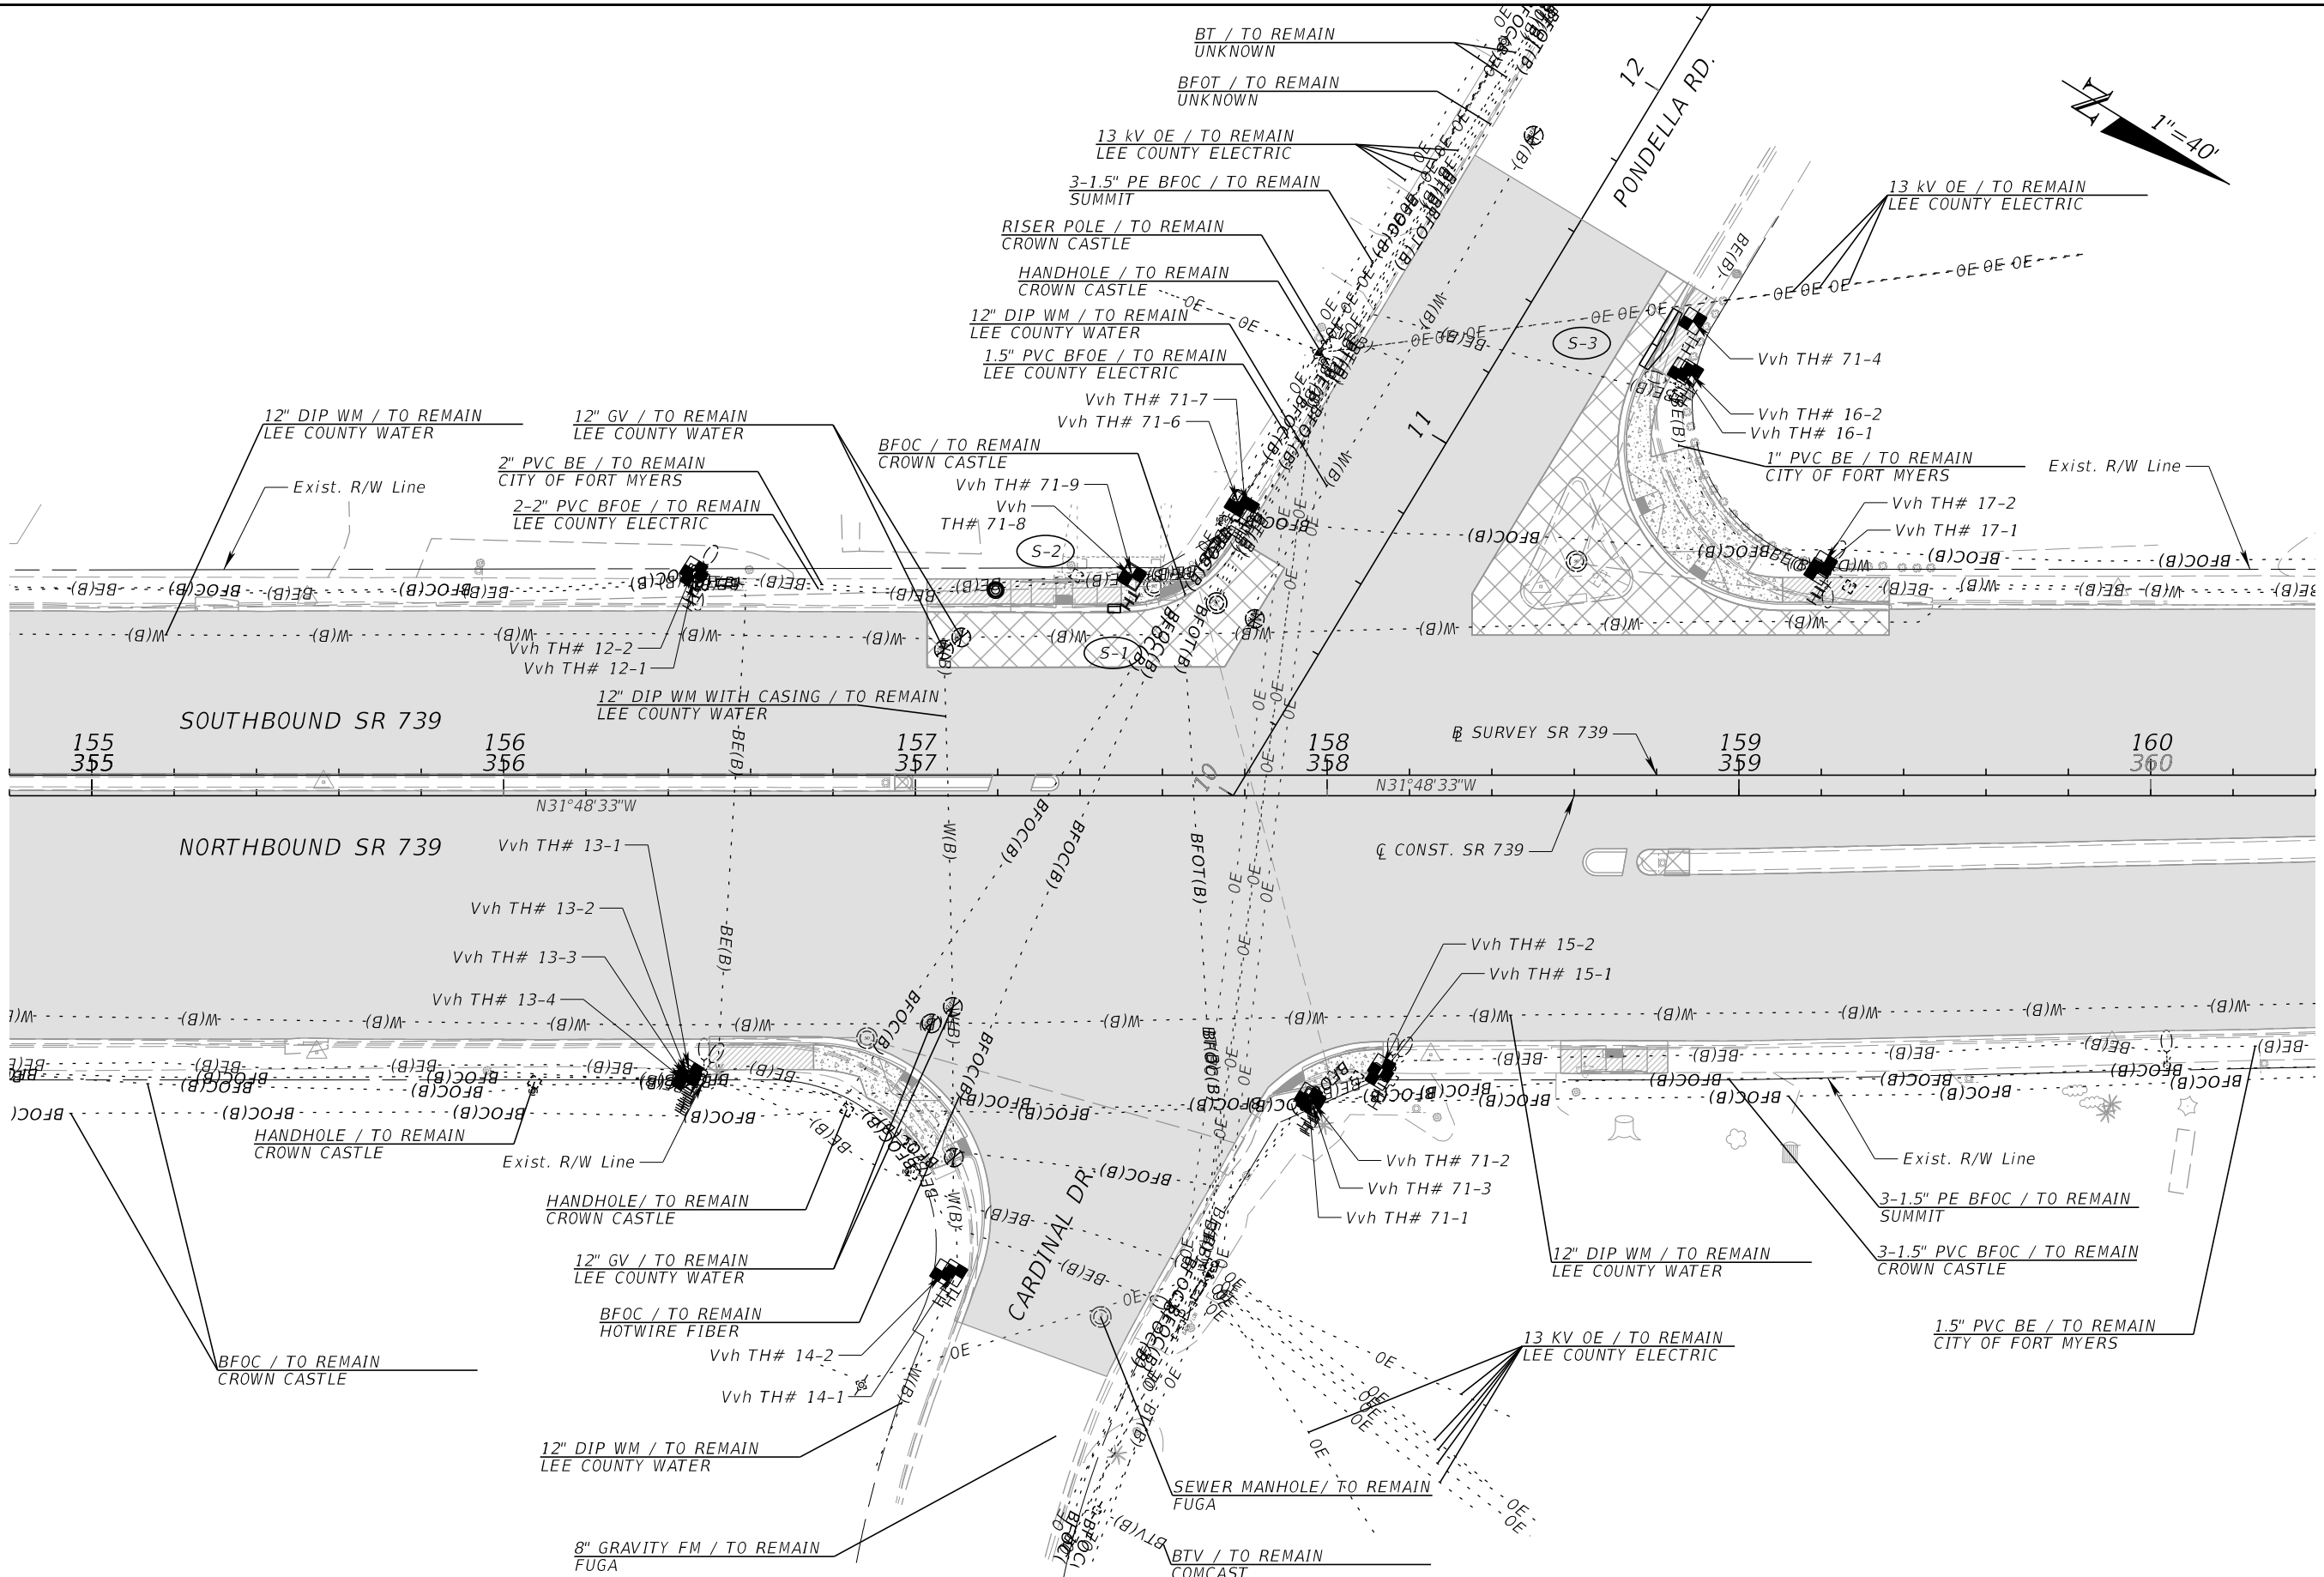 BT / TO REMAIN
UNKNOWN
BFOT / TO REMAIN
UNKNOWN
13 kV OE / TO REMAIN
LEE COUNTY ELECTRIC
3-1.5" PE BFOC / TO REMAIN
SUMMIT
RISER POLE / TO REMAIN
CROWN CASTLE
HANDHOLE / TO REMAIN
CROWN CASTLE
12" DIP WM / TO REMAIN
LEE COUNTY WATER
1.5" PVC BFOE / TO REMAIN
LEE COUNTY ELECTRIC
Vvh TH# 71-7
Vvh TH# 71-6
12
PONDELLA RD.
11
10
N
1"=40'
13 kV OE / TO REMAIN
LEE COUNTY ELECTRIC
S-3
Vvh TH# 71-4
Vvh TH# 16-2
Vvh TH# 16-1
1" PVC BE / TO REMAIN
CITY OF FORT MYERS
Exist. R/W Line
Vvh TH# 17-2
Vvh TH# 17-1
12" DIP WM / TO REMAIN
LEE COUNTY WATER
12" GV / TO REMAIN
LEE COUNTY WATER
BFOC / TO REMAIN
CROWN CASTLE
2" PVC BE / TO REMAIN
CITY OF FORT MYERS
Exist. R/W Line
2-2" PVC BFOE / TO REMAIN
LEE COUNTY ELECTRIC
Vvh TH# 71-9
Vvh
TH# 71-8
S-2
S-1
Vvh TH# 12-2
Vvh TH# 12-1
12" DIP WM WITH CASING / TO REMAIN
LEE COUNTY WATER
SOUTHBOUND SR 739
B SURVEY SR 739
155
355
156
356
157
357
158
358
159
359
160
360
N31°48'33"W
N31°48'33"W
NORTHBOUND SR 739
C CONST. SR 739
Vvh TH# 13-1
Vvh TH# 13-2
Vvh TH# 13-3
Vvh TH# 13-4
Vvh TH# 15-2
Vvh TH# 15-1
BE(B)
W(B)
BFOC(B)
BFOT(B)
OE
HANDHOLE / TO REMAIN
CROWN CASTLE
Exist. R/W Line
HANDHOLE/ TO REMAIN
CROWN CASTLE
12" GV / TO REMAIN
LEE COUNTY WATER
BFOC / TO REMAIN
HOTWIRE FIBER
BFOC / TO REMAIN
CROWN CASTLE
Vvh TH# 14-2
Vvh TH# 14-1
CARDINAL DR.
Vvh TH# 71-2
Vvh TH# 71-3
Vvh TH# 71-1
Exist. R/W Line
3-1.5" PE BFOC / TO REMAIN
SUMMIT
3-1.5" PVC BFOC / TO REMAIN
CROWN CASTLE
12" DIP WM / TO REMAIN
LEE COUNTY WATER
1.5" PVC BE / TO REMAIN
CITY OF FORT MYERS
13 KV OE / TO REMAIN
LEE COUNTY ELECTRIC
12" DIP WM / TO REMAIN
LEE COUNTY WATER
SEWER MANHOLE/ TO REMAIN
FUGA
8" GRAVITY FM / TO REMAIN
FUGA
BTV(B)
BTV / TO REMAIN
COMCAST